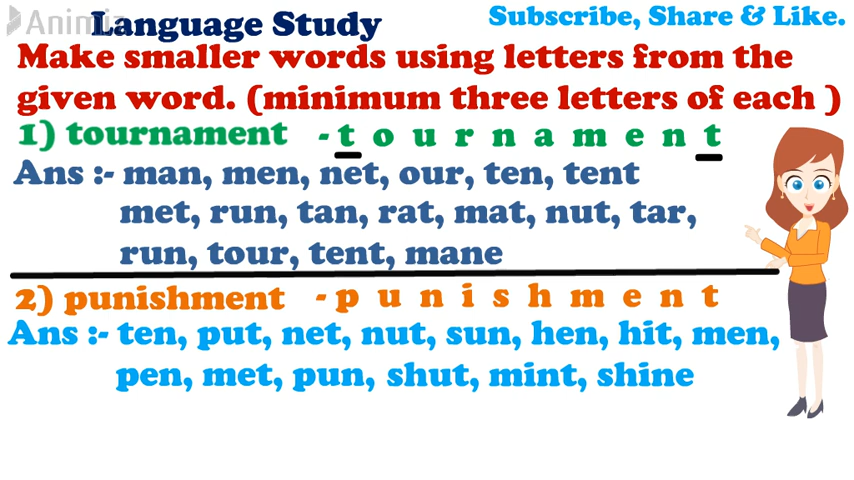 Animiz
Language Study
Subscribe, Share & Like.
Make smaller words using letters from the
given word. (minimum three letters of each )
1) tournament - t o u r n a m e n t
Ans :- man, men, net, our, ten, tent
met, run, tan, rat, mat, nut, tar,
run, tour, tent, mane
2) punishment - p u n i s h m e n t
Ans :- ten, put, net, nut, sun, hen, hit, men,
pen, met, pun, shut, mint, shine